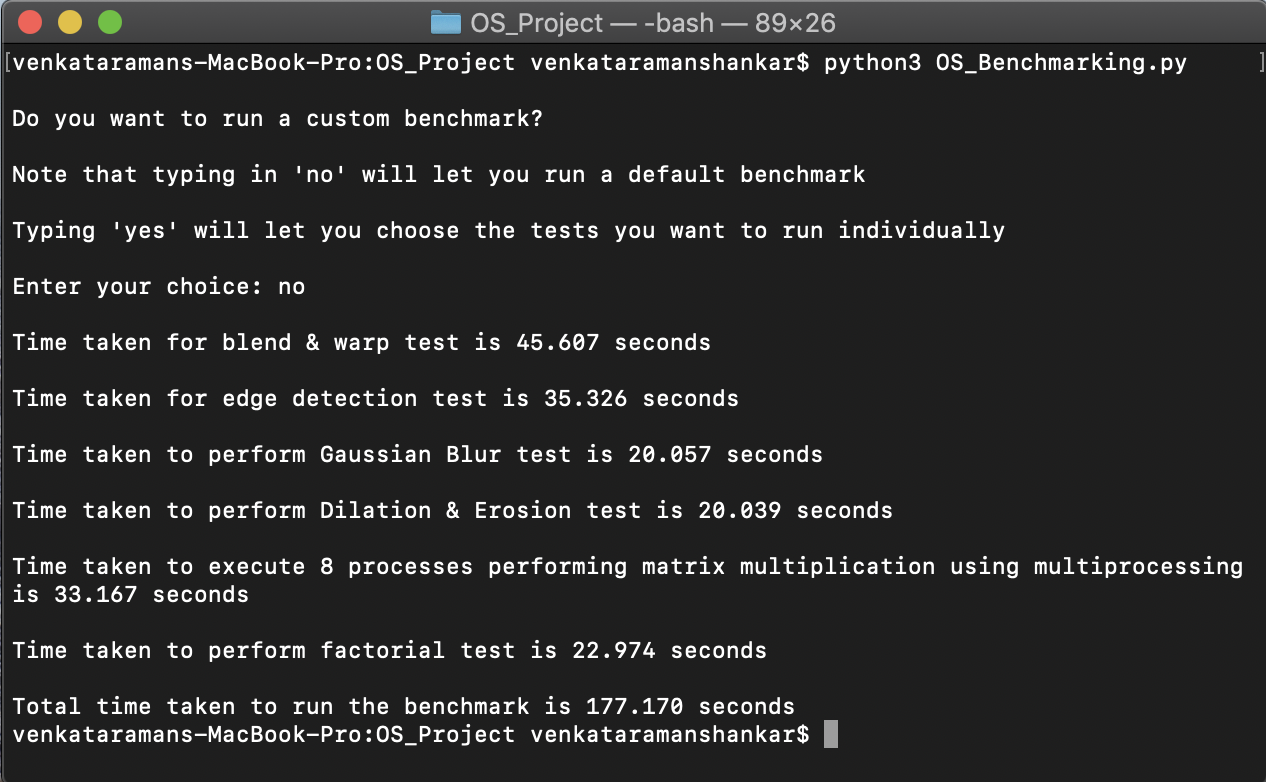 OS_Project — -bash — 89×26
[venkataramans-MacBook-Pro:OS_Project venkataramanshankar$ python3 OS_Benchmarking.py ]
Do you want to run a custom benchmark?
Note that typing in 'no' will let you run a default benchmark
Typing 'yes' will let you choose the tests you want to run individually
Enter your choice: no
Time taken for blend & warp test is 45.607 seconds
Time taken for edge detection test is 35.326 seconds
Time taken to perform Gaussian Blur test is 20.057 seconds
Time taken to perform Dilation & Erosion test is 20.039 seconds
Time taken to execute 8 processes performing matrix multiplication using multiprocessing
is 33.167 seconds
Time taken to perform factorial test is 22.974 seconds
Total time taken to run the benchmark is 177.170 seconds
venkataramans-MacBook-Pro:OS_Project venkataramanshankar$